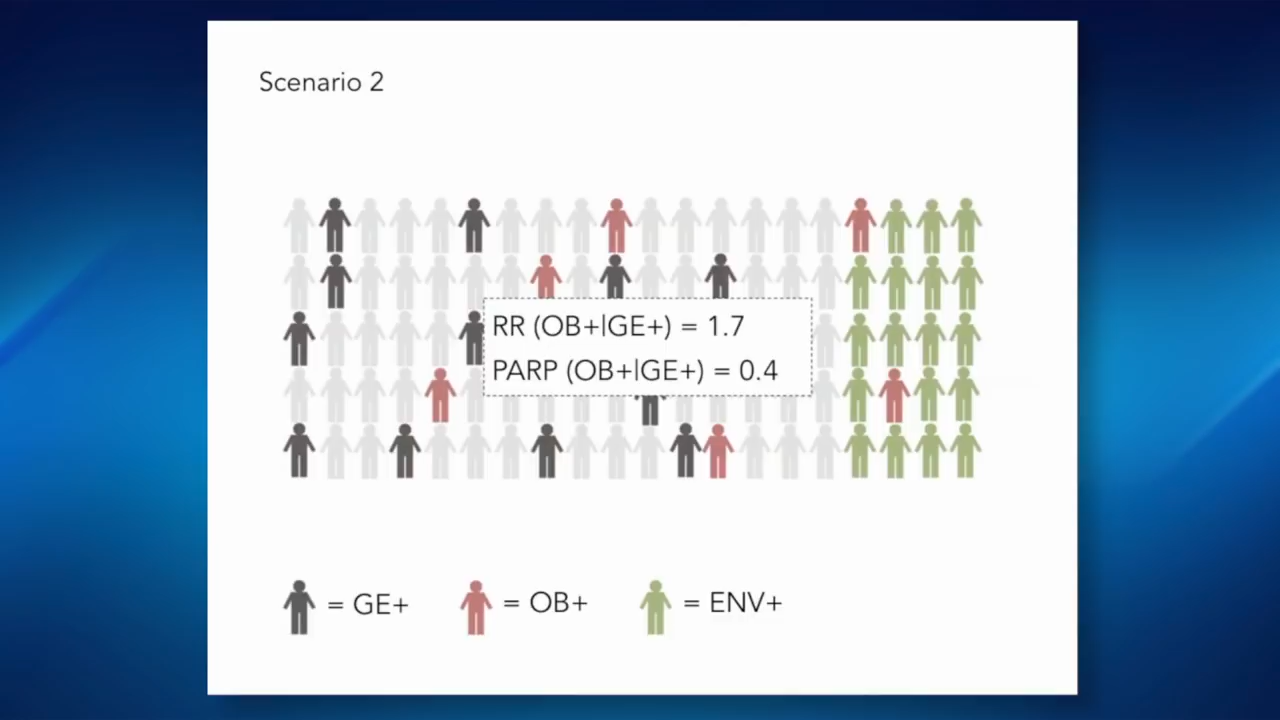 Scenario 2
RR (OB+|GE+) = 1.7
PARP (OB+|GE+) = 0.4
= GE+ = OB+ = ENV+